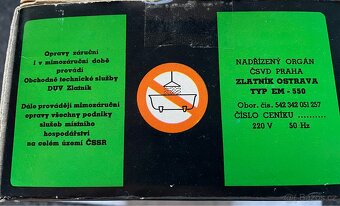 Opravy záruční
i v mimozáruční době
provádí
Obchodně technické služby
DUV Zlatník
Dále provádějí mimozáruční
opravy všechny podniky
služeb místního
hospodářství
na celém území ČSSR
NADŘÍZENÝ ORGÁN
ČSVD PRAHA
ZLATNÍK OSTRAVA
TYP EM - 550
Obor. čís. 542 342 051 257
ČÍSLO CENÍKU ..........
220 V 50 Hz